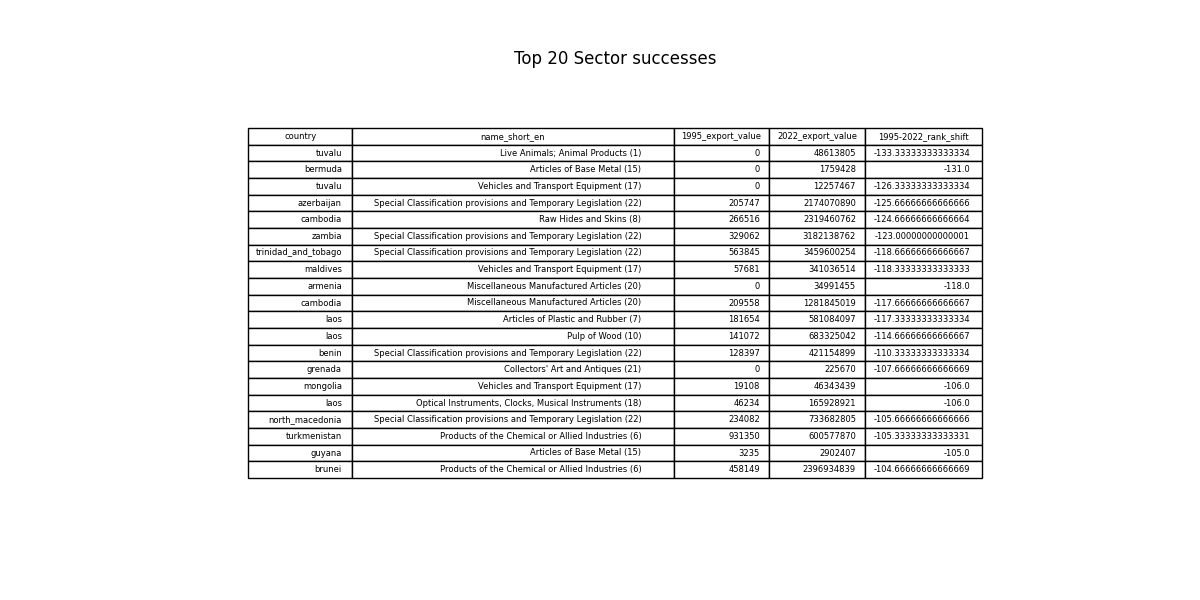 Top 20 Sector successes
country name_short_en 1995_export_value 2022_export_value 1995-2022_rank_shift
tuvalu Live Animals; Animal Products (1) 0 48613805 -133.33333333333334
bermuda Articles of Base Metal (15) 0 1759428 -131.0
tuvalu Vehicles and Transport Equipment (17) 0 12257467 -126.33333333333334
azerbaijan Special Classification provisions and Temporary Legislation (22) 205747 2174070890 -125.66666666666666
cambodia Raw Hides and Skins (8) 266516 2319460762 -124.66666666666664
zambia Special Classification provisions and Temporary Legislation (22) 329062 3182138762 -123.00000000000001
trinidad_and_tobago Special Classification provisions and Temporary Legislation (22) 563845 3459600254 -118.66666666666667
maldives Vehicles and Transport Equipment (17) 57681 341036514 -118.33333333333333
armenia Miscellaneous Manufactured Articles (20) 0 34991455 -118.0
cambodia Miscellaneous Manufactured Articles (20) 209558 1281845019 -117.66666666666667
laos Articles of Plastic and Rubber (7) 181654 581084097 -117.33333333333334
laos Pulp of Wood (10) 141072 683325042 -114.66666666666667
benin Special Classification provisions and Temporary Legislation (22) 128397 421154899 -110.33333333333334
grenada Collectors' Art and Antiques (21) 0 225670 -107.66666666666669
mongolia Vehicles and Transport Equipment (17) 19108 46343439 -106.0
laos Optical Instruments, Clocks, Musical Instruments (18) 46234 165928921 -106.0
north_macedonia Special Classification provisions and Temporary Legislation (22) 234082 733682805 -105.66666666666666
turkmenistan Products of the Chemical or Allied Industries (6) 931350 600577870 -105.33333333333331
guyana Articles of Base Metal (15) 3235 2902407 -105.0
brunei Products of the Chemical or Allied Industries (6) 458149 2396934839 -104.66666666666669